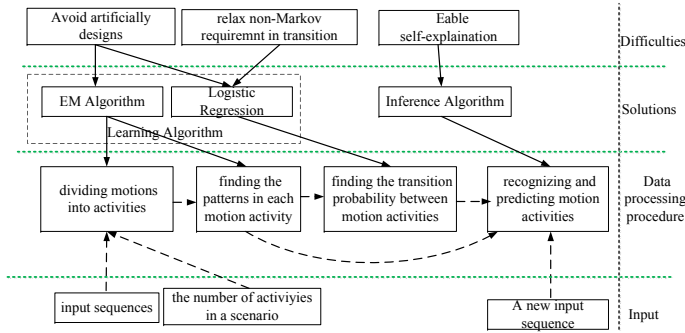 Avoid artificially
designs
relax non-Markov
requiremnt in transition
Eable
self-explaination
Difficulties
EM Algorithm
Logistic
Regression
Learning Algorithm
Inference Algorithm
Solutions
dividing motions
into activities
finding the
patterns in each
motion activity
finding the transition
probability between
motion activities
recognizing and
predicting motion
activities
Data
processing
procedure
input sequences
the number of activiyies
in a scenario
A new input
sequence
Input